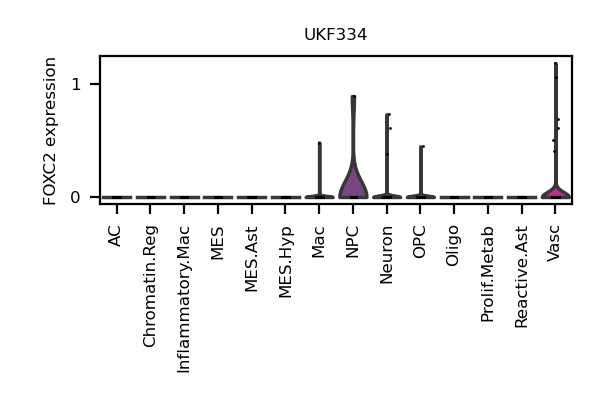 UKF334
FOXC2 expression
1
0
AC
Chromatin.Reg
Inflammatory.Mac
MES
MES.Ast
MES.Hyp
Mac
NPC
Neuron
OPC
Oligo
Prolif.Metab
Reactive.Ast
Vasc